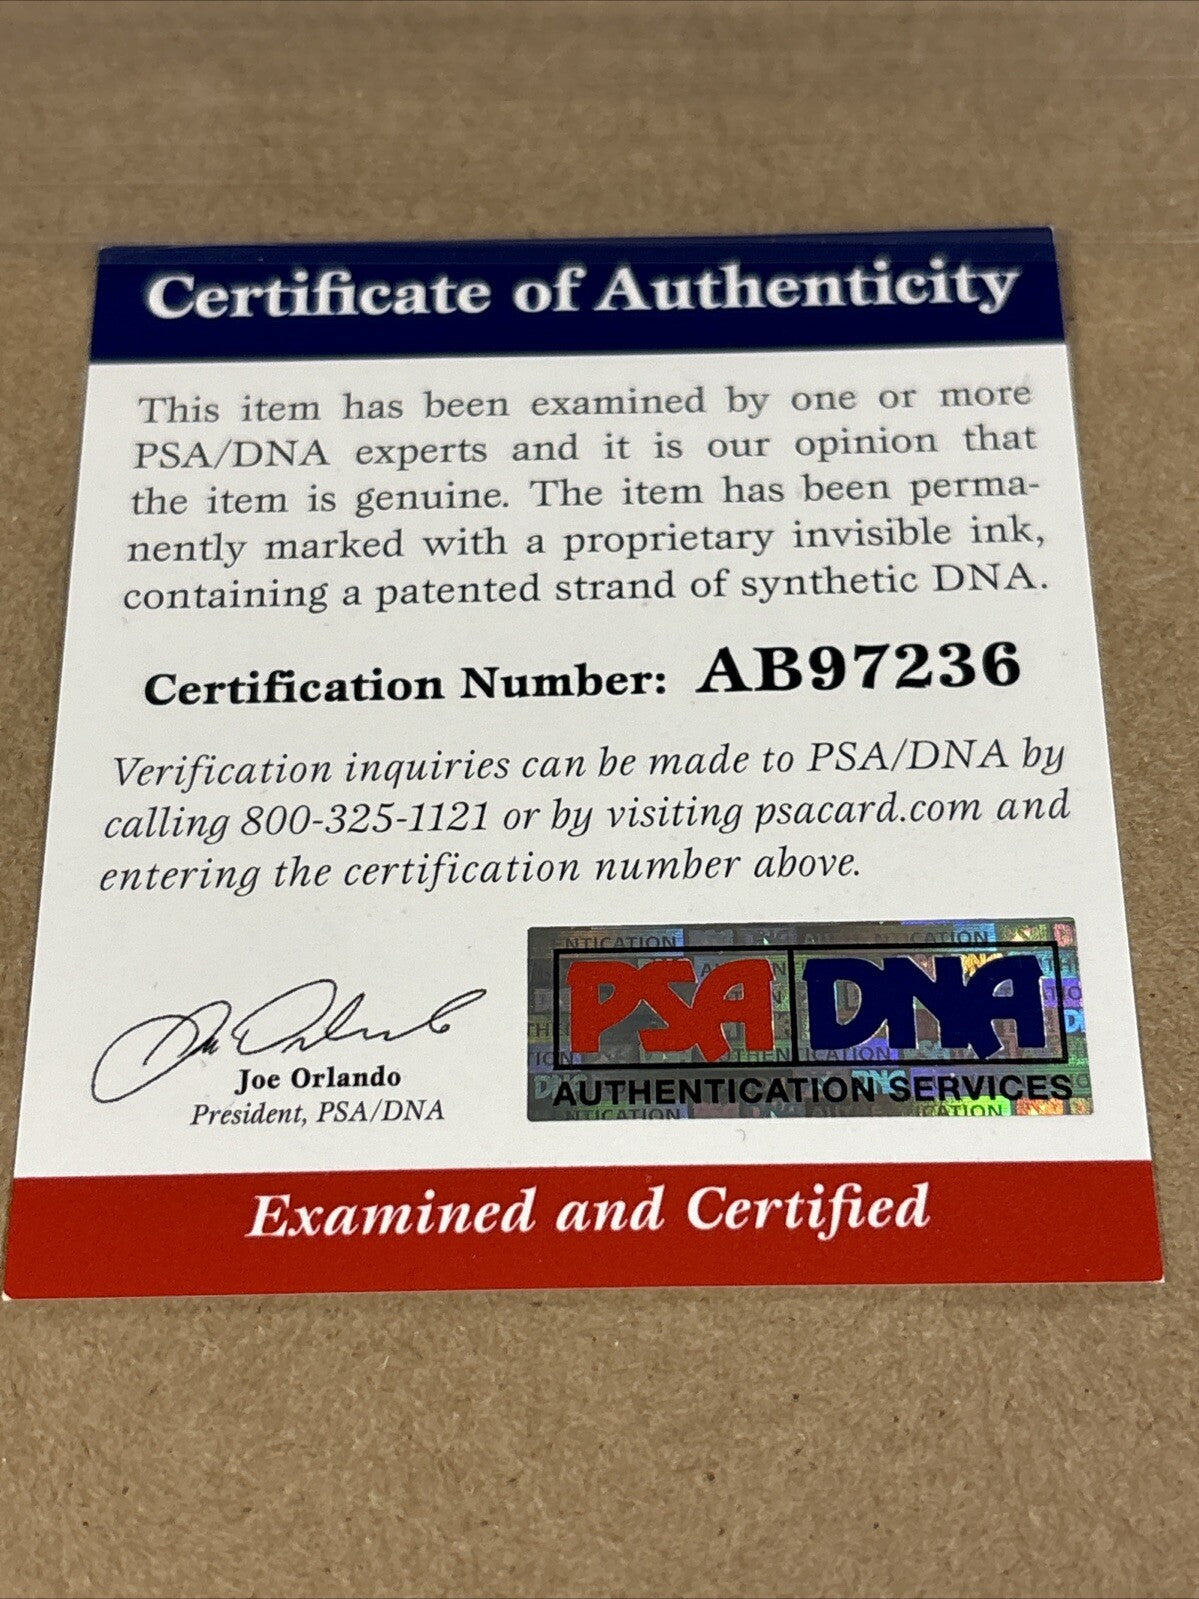 Certificate of Authenticity
This item has been examined by one or more
PSA/DNA experts and it is our opinion that
the item is genuine. The item has been perma-
nently marked with a proprietary invisible ink,
containing a patented strand of synthetic DNA.
Certification Number: AB97236
Verification inquiries can be made to PSA/DNA by
calling 800-325-1121 or by visiting psacard.com and
entering the certification number above.
PSA DNA
AUTHENTICATION SERVICES
Joe Orlando
President, PSA/DNA
Examined and Certified